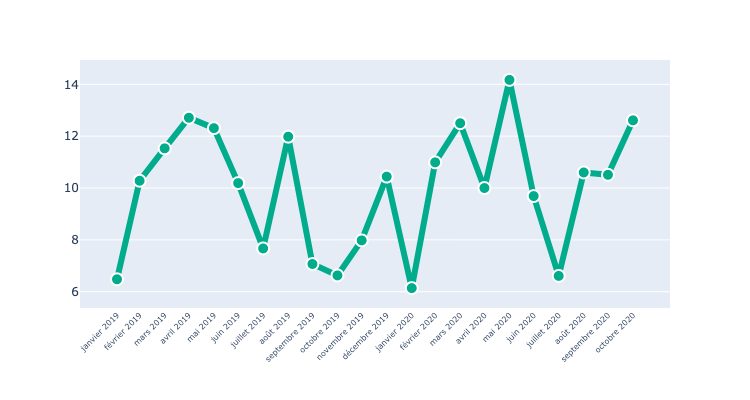 14
12
10
8
6
janvier 2019
février 2019
mars 2019
avril 2019
mai 2019
juin 2019
juillet 2019
août 2019
septembre 2019
octobre 2019
novembre 2019
décembre 2019
janvier 2020
février 2020
mars 2020
avril 2020
mai 2020
juin 2020
juillet 2020
août 2020
septembre 2020
octobre 2020